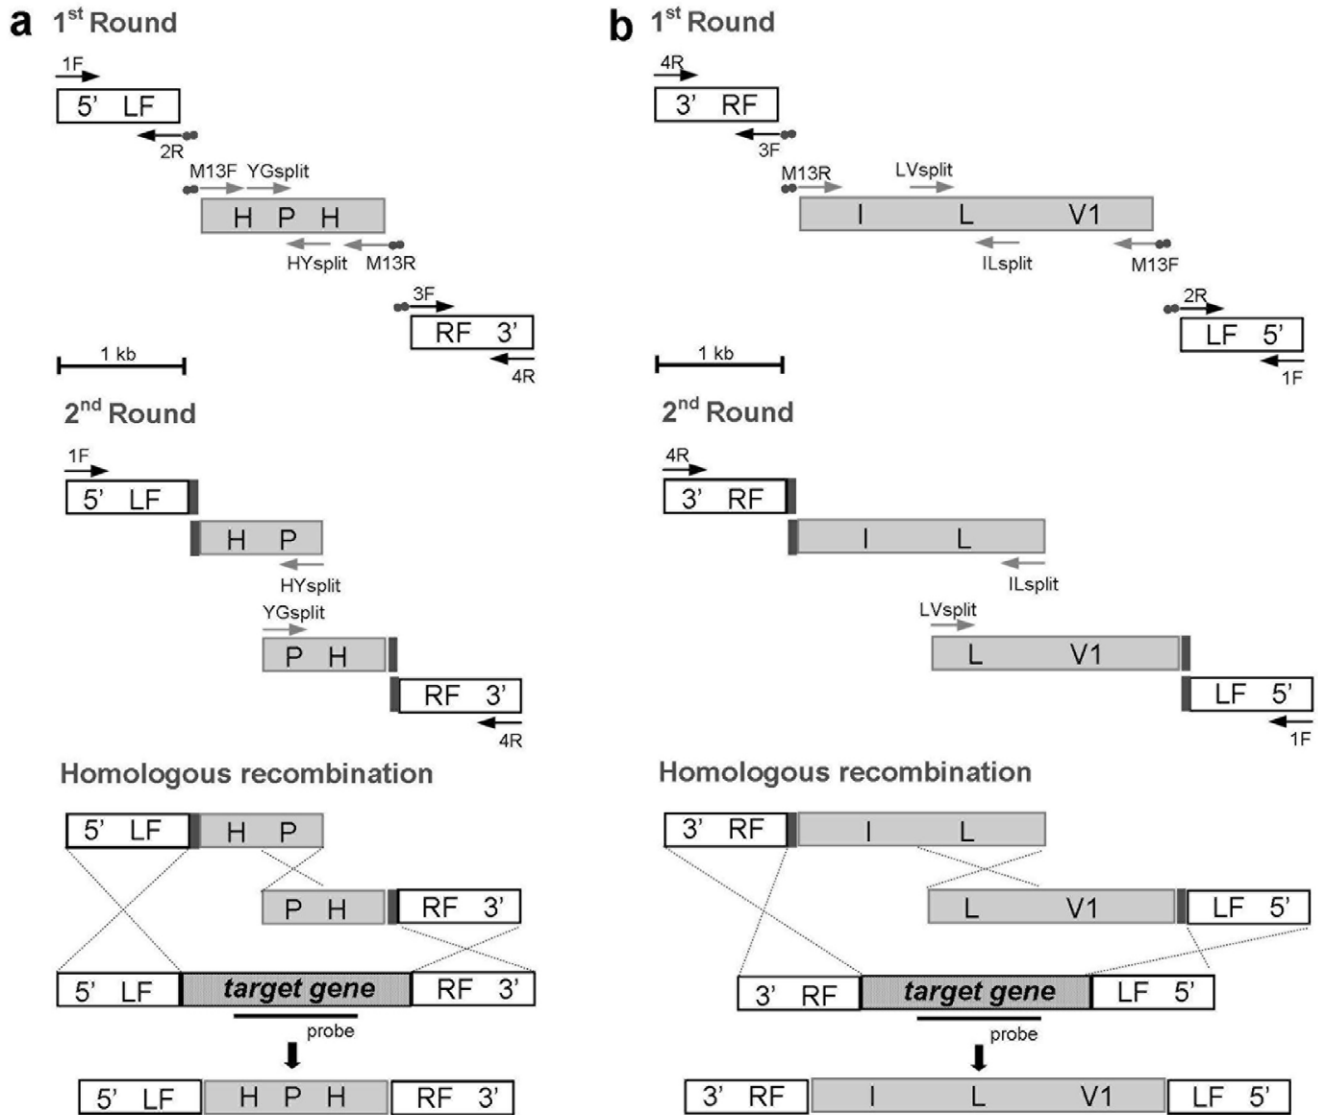 a 1st Round
1F
5’ LF
2R
M13F YGsplit
H P H
HYsplit M13R
3F
RF 3’
4R
1 kb
2nd Round
1F
5’ LF
H P
HYsplit
YGsplit
P H
RF 3’
4R
Homologous recombination
5’ LF H P
P H RF 3’
5’ LF target gene RF 3’
probe
5’ LF H P H RF 3’
b 1st Round
4R
3’ RF
3F
M13R LVsplit
I L V1
ILsplit M13F
2R
LF 5’
1F
1 kb
2nd Round
4R
3’ RF
I L
ILsplit
LVsplit
L V1
LF 5’
1F
Homologous recombination
3’ RF I L
L V1 LF 5’
3’ RF target gene LF 5’
probe
3’ RF I L V1 LF 5’